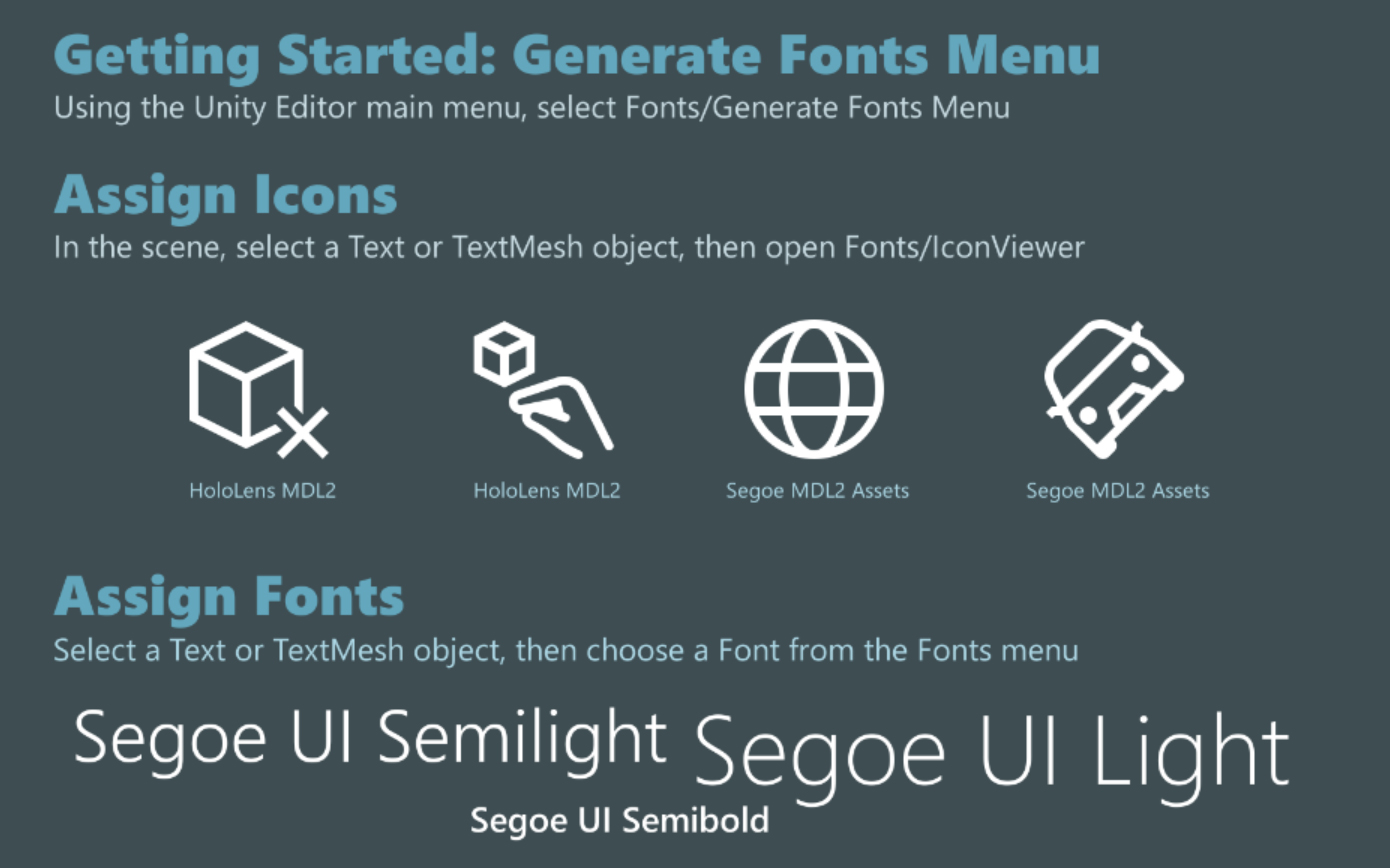 Getting Started: Generate Fonts Menu
Using the Unity Editor main menu, select Fonts/Generate Fonts Menu
Assign Icons
In the scene, select a Text or TextMesh object, then open Fonts/IconViewer
HoloLens MDL2 HoloLens MDL2 Segoe MDL2 Assets Segoe MDL2 Assets
Assign Fonts
Select a Text or TextMesh object, then choose a Font from the Fonts menu
Segoe UI Semilight Segoe UI Light
Segoe UI Semibold